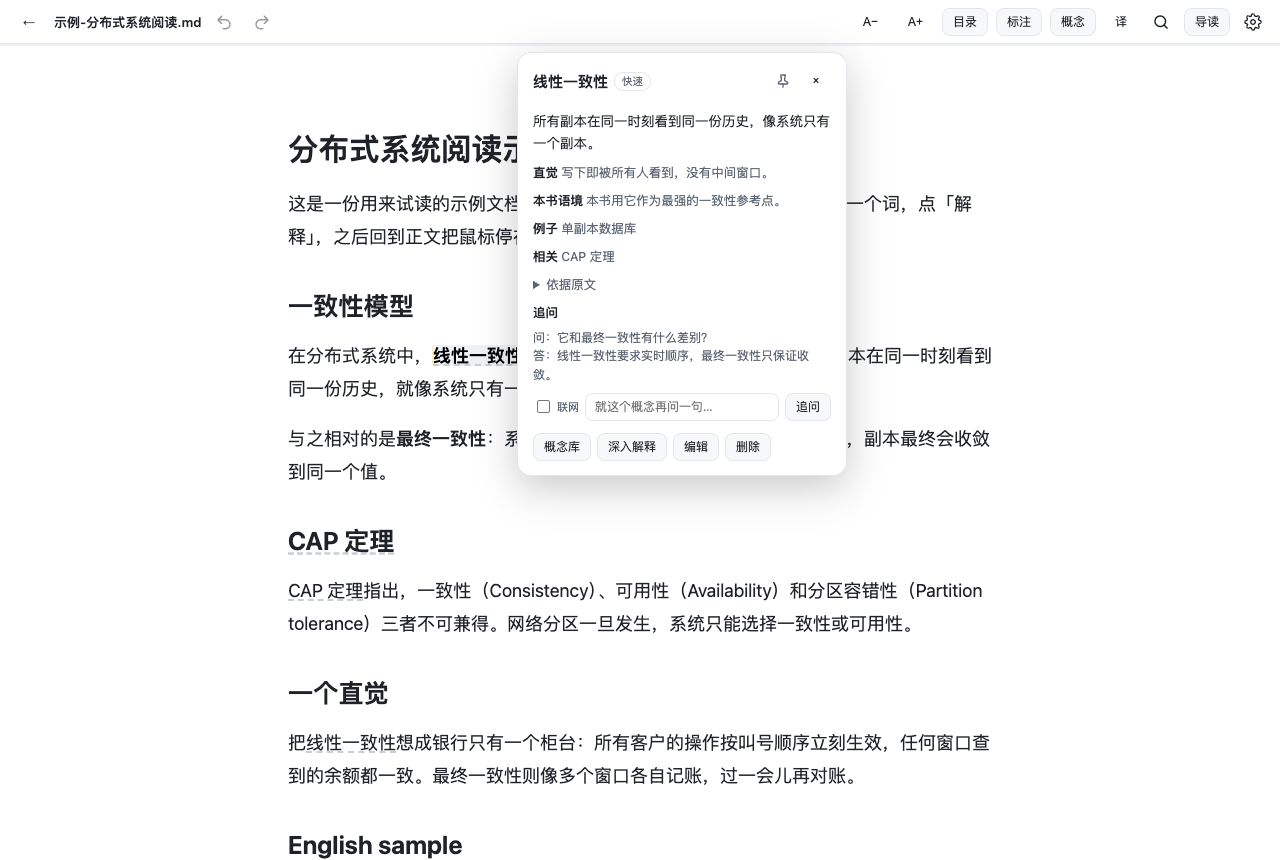 ← 示例-分布式系统阅读.md A− A+ 目录 标注 概念 译 导读
线性一致性 快速 ×
所有副本在同一时刻看到同一份历史，像系统只有
一个副本。
直觉 写下即被所有人看到，没有中间窗口。
本书语境 本书用它作为最强的一致性参考点。
例子 单副本数据库
相关 CAP 定理
▶ 依据原文
追问
问：它和最终一致性有什么差别?
答：线性一致性要求实时顺序，最终一致性只保证收
敛。
联网 就这个概念再问一句... 追问
概念库 深入解释 编辑 删除
分布式系统阅读
这是一份用来试读的示例文档 一个词，点「解
释」，之后回到正文把鼠标停
一致性模型
在分布式系统中，线性一致性 本在同一时刻看到
同一份历史，就像系统只有一
与之相对的是最终一致性：系 ，副本最终会收敛
到同一个值。
CAP 定理
CAP 定理指出，一致性（Consistency）、可用性（Availability）和分区容错性（Partition
tolerance）三者不可兼得。网络分区一旦发生，系统只能选择一致性或可用性。
一个直觉
把线性一致性想成银行只有一个柜台：所有客户的操作按叫号顺序立刻生效，任何窗口查
到的余额都一致。最终一致性则像多个窗口各自记账，过一会儿再对账。
English sample